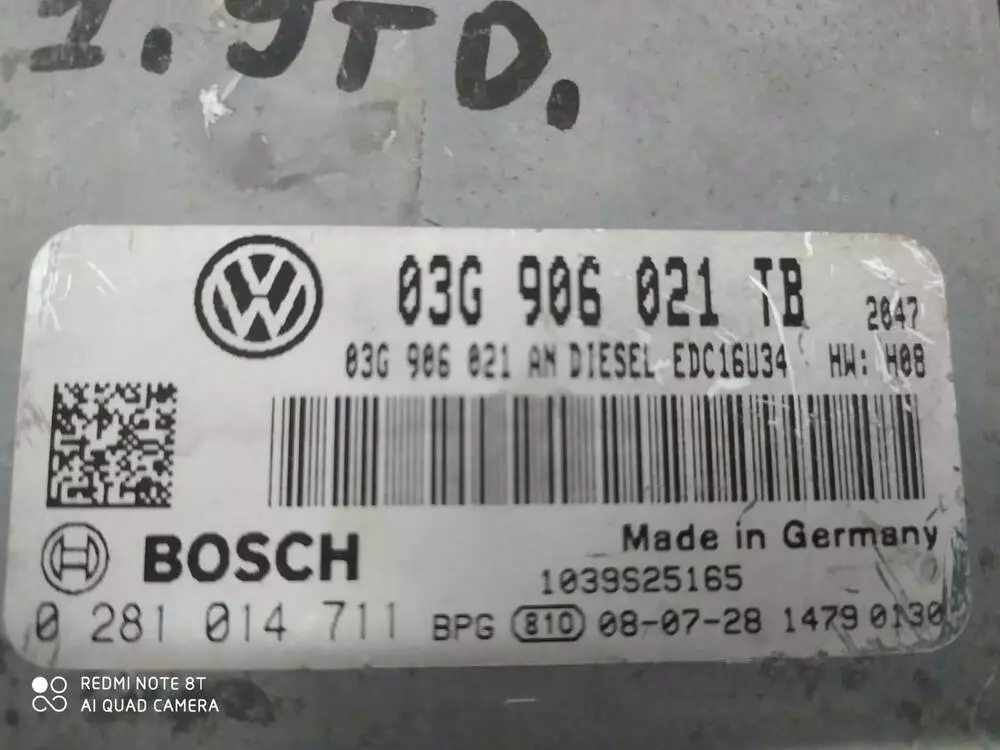 1.9TD.
03G 906 021 TB 2047
03G 906 021 AN DIESEL EDC16U34 HW: H08
Made in Germany
BOSCH
1039S25165
0 281 014 711 BPG 810 08-07-28 1479 0130
REDMI NOTE 8T
AI QUAD CAMERA